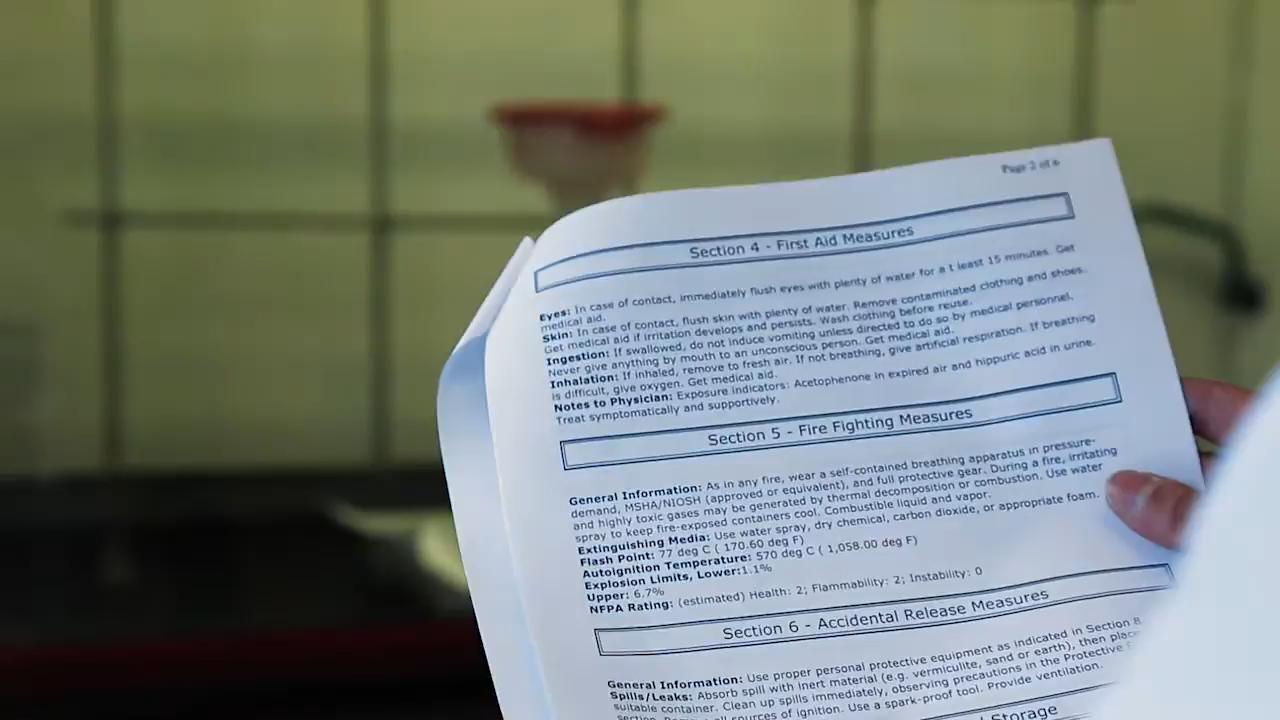 Page 2 of 6
Section 4 - First Aid Measures
Eyes: In case of contact, immediately flush eyes with plenty of water for a t least 15 minutes. Get
medical aid.
Skin: In case of contact, flush skin with plenty of water. Remove contaminated clothing and shoes.
Get medical aid if irritation develops and persists. Wash clothing before reuse.
Ingestion: If swallowed, do not induce vomiting unless directed to do so by medical personnel.
Never give anything by mouth to an unconscious person. Get medical aid.
Inhalation: If inhaled, remove to fresh air. If not breathing, give artificial respiration. If breathing
is difficult, give oxygen. Get medical aid.
Notes to Physician: Exposure indicators: Acetophenone in expired air and hippuric acid in urine.
Treat symptomatically and supportively.
Section 5 - Fire Fighting Measures
General Information: As in any fire, wear a self-contained breathing apparatus in pressure-
demand, MSHA/NIOSH (approved or equivalent), and full protective gear. During a fire, irritating
and highly toxic gases may be generated by thermal decomposition or combustion. Use water
spray to keep fire-exposed containers cool. Combustible liquid and vapor.
Extinguishing Media: Use water spray, dry chemical, carbon dioxide, or appropriate foam.
Flash Point: 77 deg C ( 170.60 deg F)
Autoignition Temperature: 570 deg C ( 1,058.00 deg F)
Explosion Limits, Lower:1.1%
Upper: 6.7%
NFPA Rating: (estimated) Health: 2; Flammability: 2; Instability: 0
Section 6 - Accidental Release Measures
General Information: Use proper personal protective equipment as indicated in Section 8.
Spills/Leaks: Absorb spill with inert material (e.g. vermiculite, sand or earth), then place
suitable container. Clean up spills immediately, observing precautions in the Protective
section. all sources of ignition. Use a spark-proof tool. Provide ventilation.
Storage